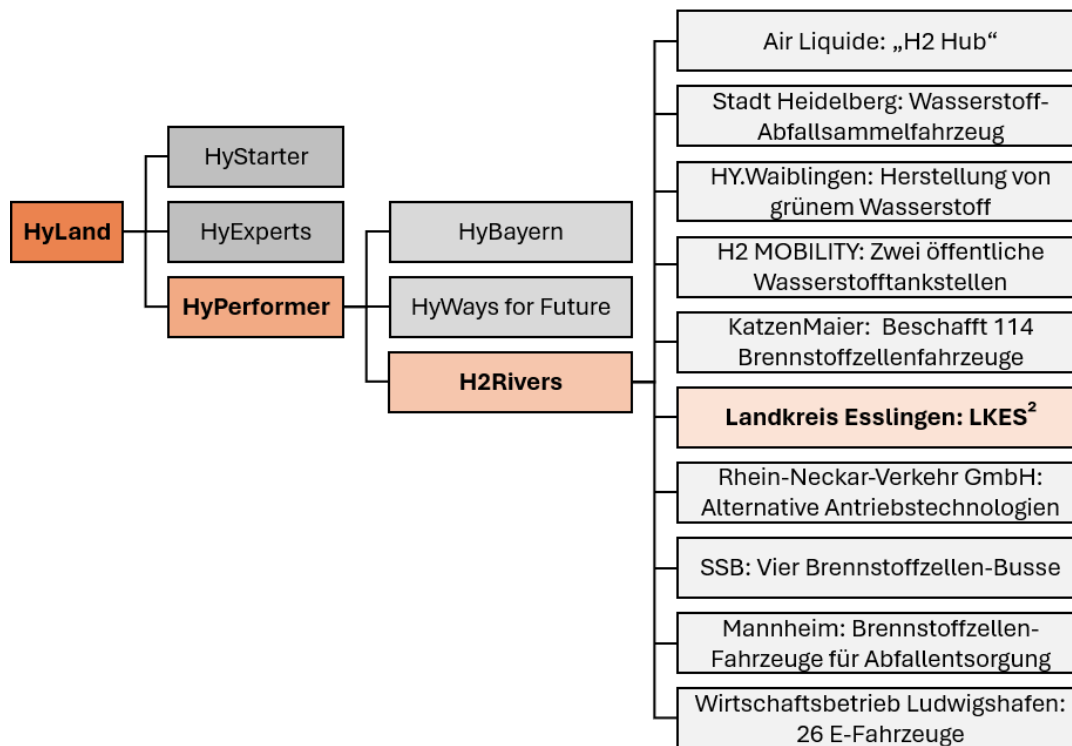 HyLand
HyStarter
HyExperts
HyPerformer
HyBayern
HyWays for Future
H2Rivers
Air Liquide: „H2 Hub“
Stadt Heidelberg: Wasserstoff-
Abfallsammelfahrzeug
HY.Waiblingen: Herstellung von
grünem Wasserstoff
H2 MOBILITY: Zwei öffentliche
Wasserstofftankstellen
KatzenMaier: Beschafft 114
Brennstoffzellenfahrzeuge
Landkreis Esslingen: LKES²
Rhein-Neckar-Verkehr GmbH:
Alternative Antriebstechnologien
SSB: Vier Brennstoffzellen-Busse
Mannheim: Brennstoffzellen-
Fahrzeuge für Abfallentsorgung
Wirtschaftsbetrieb Ludwigshafen:
26 E-Fahrzeuge